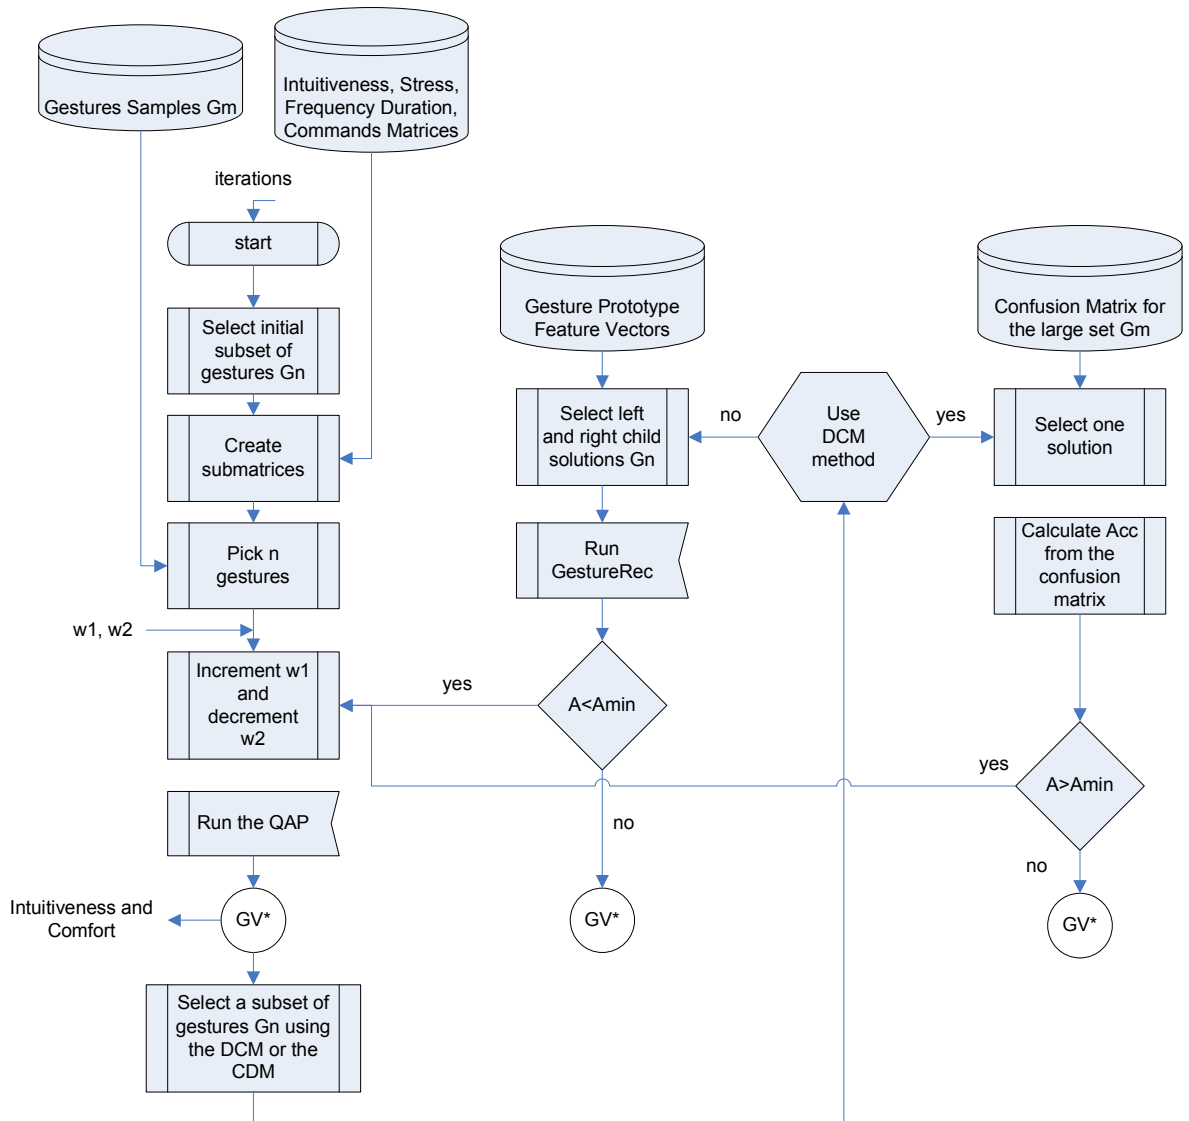 Gestures Samples Gm
Intuitiveness, Stress,
Frequency Duration,
Commands Matrices
iterations
start
Select initial
subset of
gestures Gn
Create
submatrices
Pick n
gestures
w1, w2
Increment w1
and
decrement
w2
Run the QAP
GV*
Intuitiveness and
Comfort
Select a subset of
gestures Gn using
the DCM or the
CDM
Gesture Prototype
Feature Vectors
Select left
and right child
solutions Gn
Run
GestureRec
A<Amin
yes
no
GV*
Use
DCM
method
no
yes
Confusion Matrix for
the large set Gm
Select one
solution
Calculate Acc
from the
confusion
matrix
A>Amin
yes
no
GV*